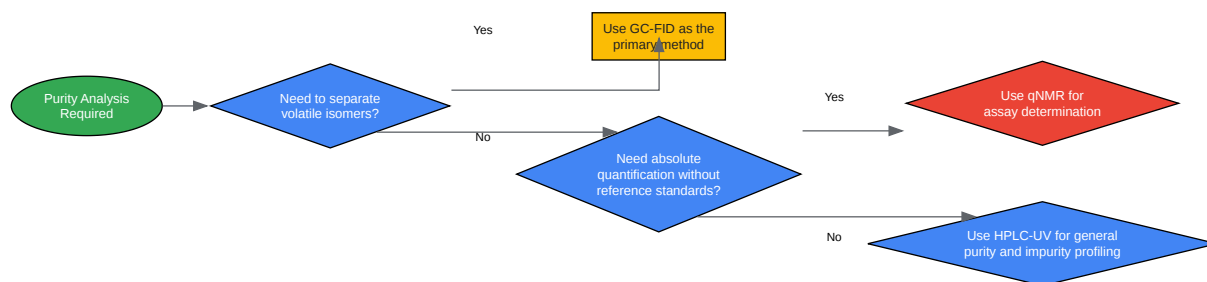 Purity Analysis
Required
Need to separate
volatile isomers?
Yes
Use GC-FID as the
primary method
No
Need absolute
quantification without
reference standards?
Yes
Use qNMR for
assay determination
No
Use HPLC-UV for general
purity and impurity profiling